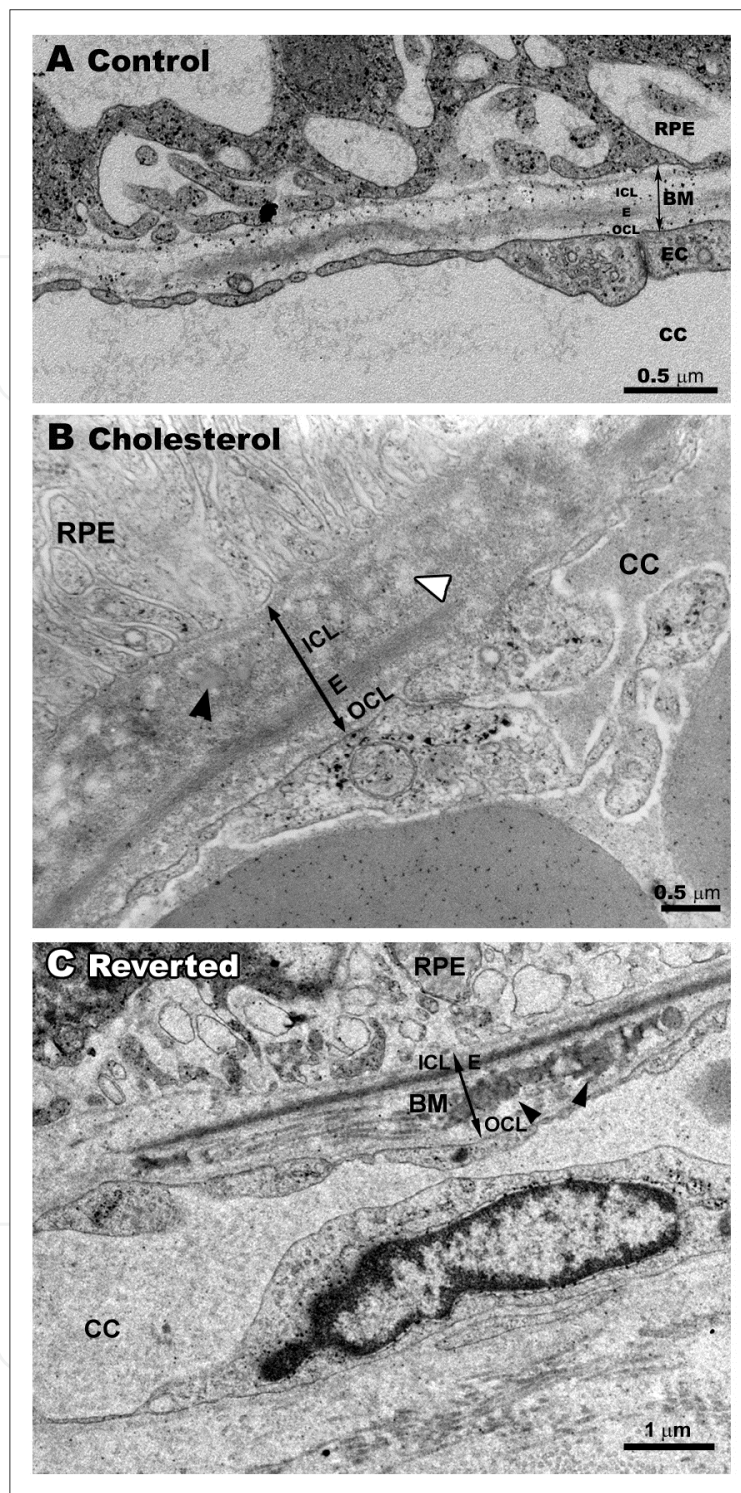 A Control
RPE
ICL BM
E
OCL
EC
CC
0.5 μm
B Cholesterol
RPE
CC
ICL
E
OCL
0.5 μm
C Reverted
RPE
ICL E
BM
OCL
CC
1 μm